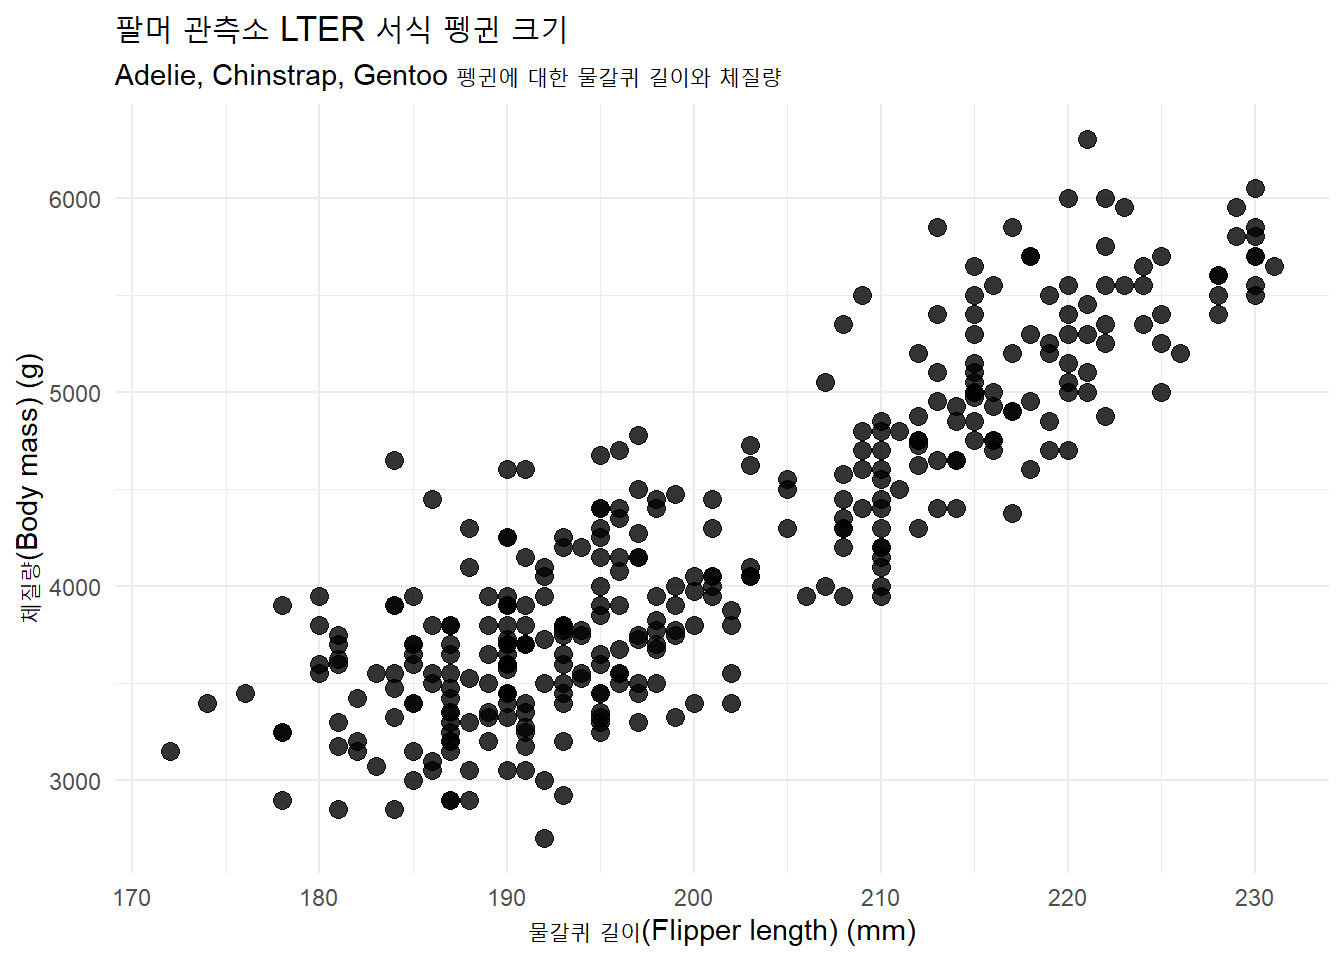 팔머 관측소 LTER 서식 펭귄 크기
Adelie, Chinstrap, Gentoo 펭귄에 대한 물갈퀴 길이와 체질량
체질량(Body mass) (g)
6000
5000
4000
3000
170 180 190 200 210 220 230
물갈퀴 길이(Flipper length) (mm)